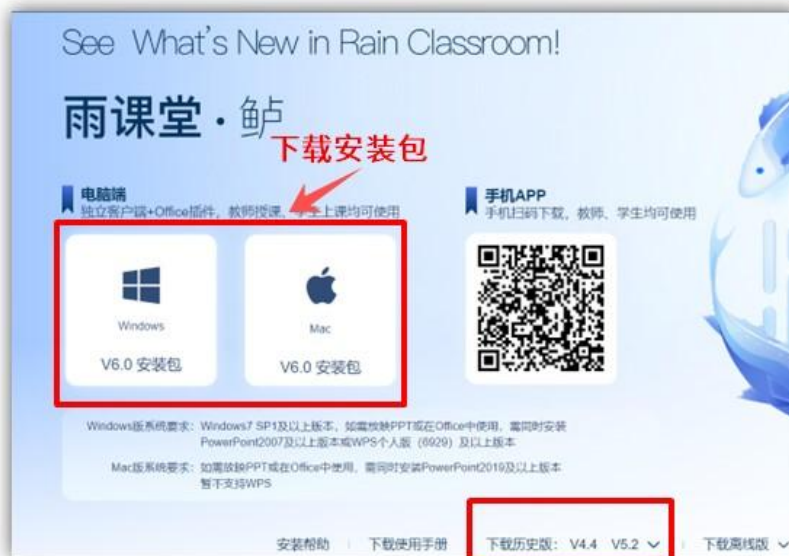 See What's New in Rain Classroom!
雨课堂·鲈
下载安装包
电脑端
独立客户端+Office插件，教师授课、学生上课均可使用
手机APP
手机扫码下载，教师、学生均可使用
Windows
Mac
V6.0 安装包
V6.0 安装包
Windows版系统要求：Windows7 SP1及以上版本，如需放映PPT或在Office中使用，需同时安装
PowerPoint2007及以上版本或WPS个人版（6929）及以上版本
Mac版系统要求：如需放映PPT或在Office中使用，需同时安装PowerPoint2019及以上版本
暂不支持WPS
安装帮助
下载使用手册
下载历史版： V4.4 V5.2
下载离线版